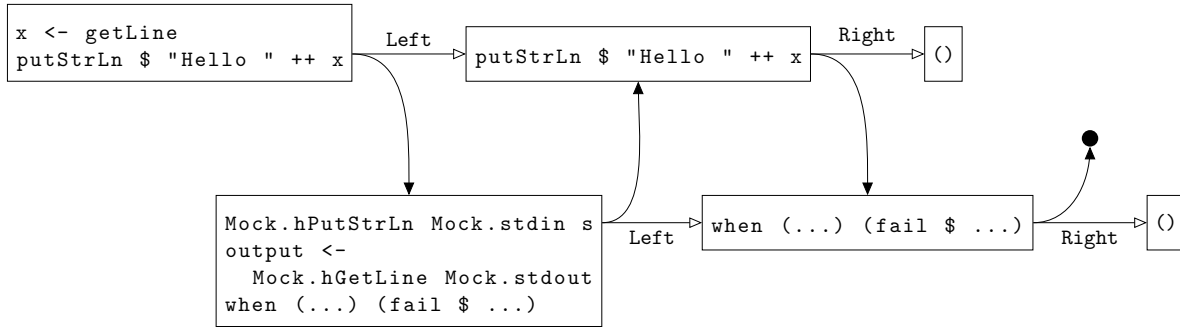 x <- getLine
putStrLn $ "Hello " ++ x
Left
putStrLn $ "Hello " ++ x
Right
()
Mock.hPutStrLn Mock.stdin s
output <-
  Mock.hGetLine Mock.stdout
when (...) (fail $ ...)
Left
when (...) (fail $ ...)
Right
()